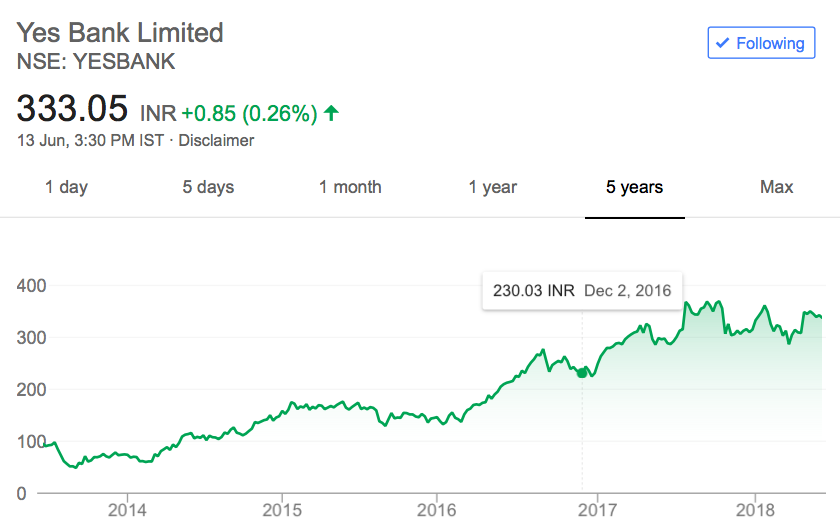 Yes Bank Limited
NSE: YESBANK
Following
333.05 INR +0.85 (0.26%)
13 Jun, 3:30 PM IST · Disclaimer
1 day 5 days 1 month 1 year 5 years Max
230.03 INR Dec 2, 2016
400
300
200
100
0
2014 2015 2016 2017 2018